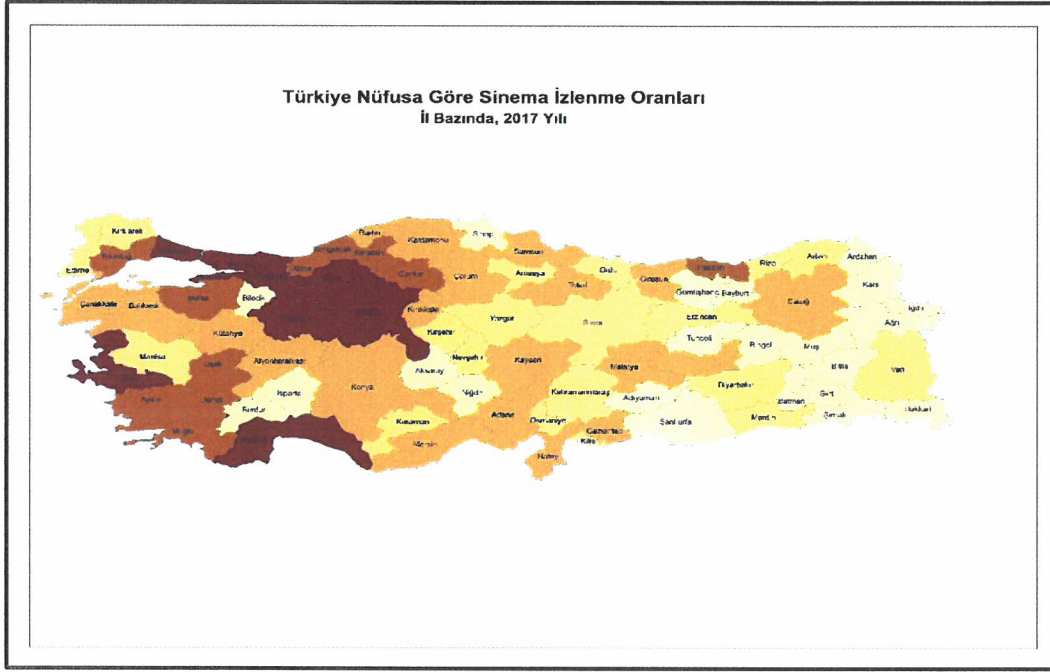 Türkiye Nüfusa Göre Sinema İzlenme Oranları
İl Bazında, 2017 Yılı
Kırklareli
Bartın
Kastamonu
Sinop
Samsun
Edirne
Çankırı
Çorum
Amasya
Ordu
Tokat
Giresun
Trabzon
Rize
Artvin
Ardahan
Kars
Gümüşhane
Bayburt
Iğdır
Çanakkale
Balıkesir
Bursa
Bilecik
Kütahya
Kırıkkale
Yozgat
Sivas
Erzincan
Ağrı
Manisa
Uşak
Afyonkarahisar
Kırşehir
Nevşehir
Kayseri
Tunceli
Bingöl
Muş
Bitlis
Van
Aydın
Isparta
Konya
Aksaray
Niğde
Malatya
Kahramanmaraş
Adıyaman
Diyarbakır
Batman
Siirt
Şırnak
Hakkari
Muğla
Burdur
Karaman
Mersin
Adana
Osmaniye
Gaziantep
Kilis
Şanlıurfa
Mardin
Hatay